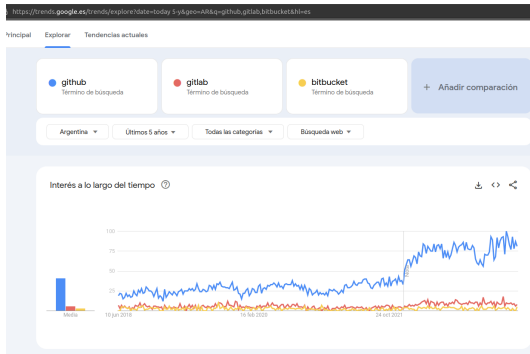 https://trends.google.es/trends/explore?date=today 5-y&geo=AR&q=github,gitlab,bitbucket&hl=es
Principal Explorar Tendencias actuales
github
Término de búsqueda
gitlab
Término de búsqueda
bitbucket
Término de búsqueda
+ Añadir comparación
Argentina
Últimos 5 años
Todas las categorías
Búsqueda web
Interés a lo largo del tiempo
100
75
50
25
Media
16 jun 2019
16 feb 2020
24 oct 2021